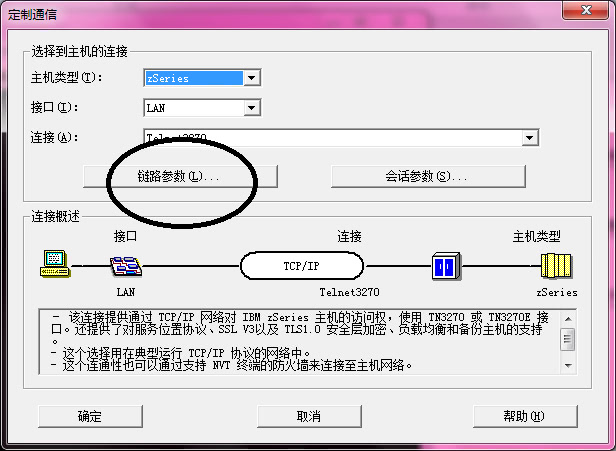 定制通信
选择到主机的连接
主机类型(T): zSeries
接口(I): LAN
连接(A): Telnet3270
链路参数(L)... 会话参数(S)...
连接概述
接口 连接 主机类型
TCP/IP
LAN Telnet3270 zSeries
- 该连接提供通过 TCP/IP 网络对 IBM zSeries 主机的访问权，使用 TN3270 或 TN3270E 接
口。还提供了对服务位置协议、SSL V3以及 TLS1.0 安全层加密、负载均衡和备份主机的支持
。
- 这个选择用在典型运行 TCP/IP 协议的网络中。
- 这个连通性也可以通过支持 NVT 终端的防火墙来连接至主机网络。
确定 取消 帮助(H)